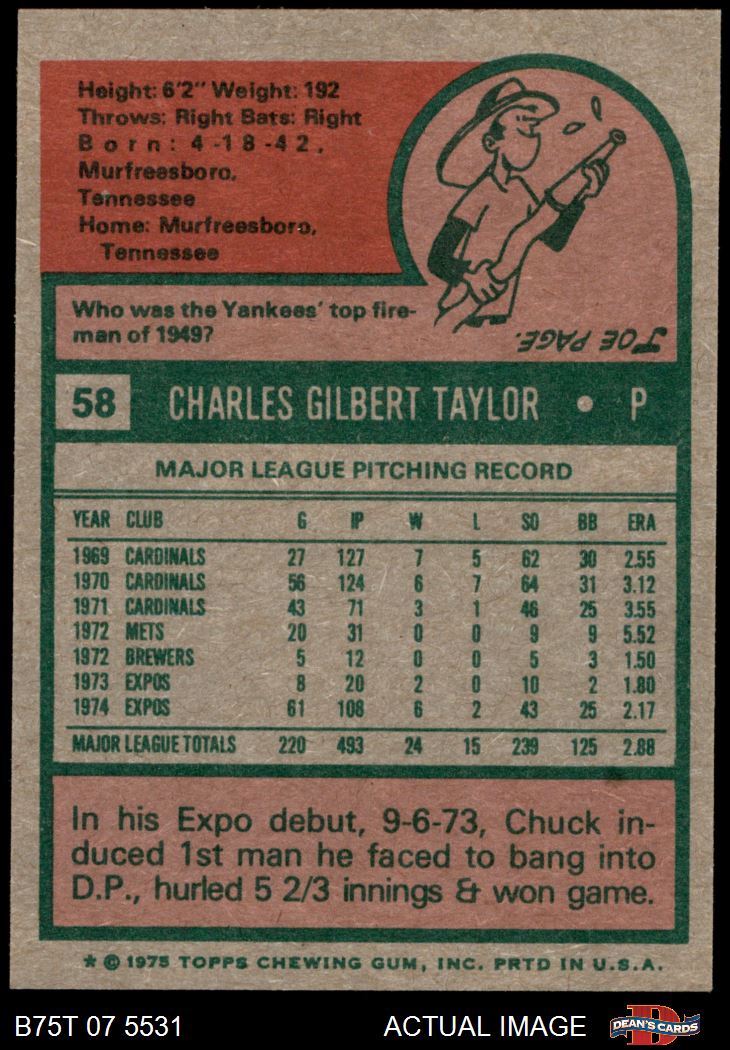 Height: 6'2" Weight: 192
Throws: Right Bats: Right
Born: 4-18-42,
Murfreesboro,
Tennessee
Home: Murfreesboro,
Tennessee
Who was the Yankees' top fire-
man of 1949?
JOE PAGE.
58 CHARLES GILBERT TAYLOR • P
MAJOR LEAGUE PITCHING RECORD
YEAR CLUB G IP W L SO BB ERA
1969 CARDINALS 27 127 7 5 62 30 2.55
1970 CARDINALS 56 124 6 7 64 31 3.12
1971 CARDINALS 43 71 3 1 46 25 3.55
1972 METS 20 31 0 0 9 9 5.52
1972 BREWERS 5 12 0 0 5 3 1.50
1973 EXPOS 8 20 2 0 10 2 1.80
1974 EXPOS 61 108 6 2 43 25 2.17
MAJOR LEAGUE TOTALS 220 493 24 15 239 125 2.88
In his Expo debut, 9-6-73, Chuck in-
duced 1st man he faced to bang into
D.P., hurled 5 2/3 innings & won game.
* © 1975 TOPPS CHEWING GUM, INC. PRTD IN U.S.A.
B75T 07 5531 ACTUAL IMAGE DEAN'S CARDS